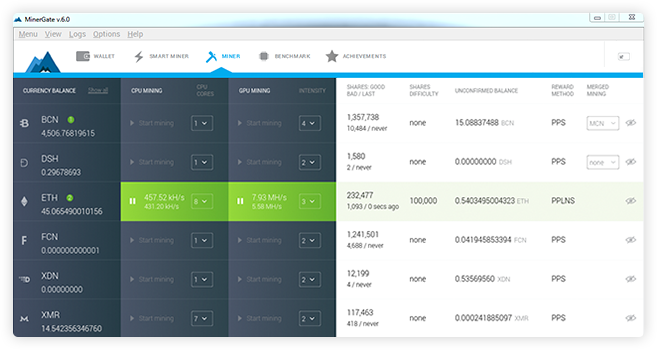 MinerGate v.6.0
Menu View Logs Options Help
WALLET SMART MINER MINER BENCHMARK ACHIEVEMENTS
CURRENCY BALANCE Show all CPU MINING CPU CORES GPU MINING INTENSITY SHARES: GOOD BAD / LAST SHARES DIFFICULTY UNCONFIRMED BALANCE REWARD METHOD MERGED MINING
BCN
4,506.76819615
Start mining 1 Start mining 4
1,357,738
10,484 / never
none 15.08837488 BCN PPS MCN
DSH
0.29678693
Start mining 1 Start mining 2
1,580
2 / never
none 0.00000000 DSH PPS none
ETH
45.065490010156
457.52 kH/s
431.20 kH/s
8
7.93 MH/s
5.58 MH/s
3
232,477
1,093 / 0 secs ago
100,000 0.5403495004323 ETH PPLNS
FCN
0.000000000001
Start mining 1 Start mining 2
1,241,501
4,688 / never
none 0.041945853394 FCN PPS
XDN
0.00000000
Start mining 1 Start mining 2
12,199
4 / never
none 0.53569560 XDN PPS
XMR
14.542356346760
Start mining 7 Start mining 2
117,463
418 / never
none 0.000241885097 XMR PPS